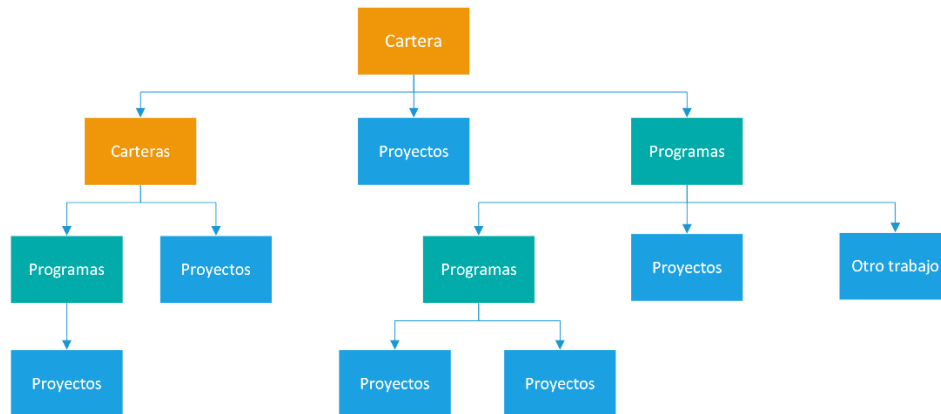 Cartera
Carteras
Proyectos
Programas
Programas
Proyectos
Programas
Proyectos
Otro trabajo
Proyectos
Proyectos
Proyectos